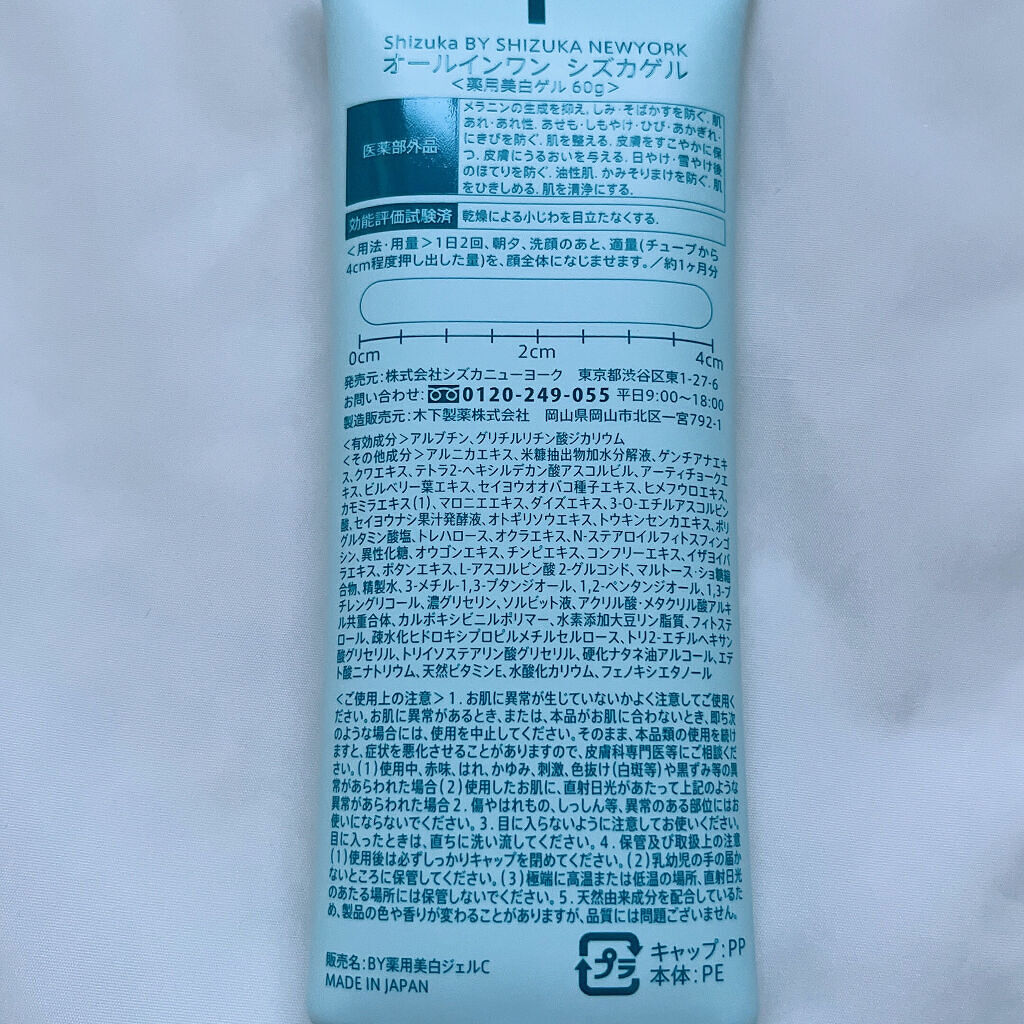 Shizuka BY SHIZUKA NEWYORK
オールインワン シズカゲル
＜薬用美白ゲル 60g＞
医薬部外品
メラニンの生成を抑え、しみ・そばかすを防ぐ。肌
あれ・あれ性。あせも・しもやけ・ひび・あかぎれ・
にきびを防ぐ。肌を整える。皮膚をすこやかに保
つ。皮膚にうるおいを与える。日やけ・雪やけ後
のほてりを防ぐ。油性肌。かみそりまけを防ぐ。肌
をひきしめる。肌を清浄にする。
効能評価試験済 乾燥による小じわを目立たなくする。
＜用法・用量＞1日2回、朝夕、洗顔のあと、適量(チューブから
4cm程度押し出した量)を、顔全体になじませます。／約1ヶ月分
0cm 2cm 4cm
発売元:株式会社シズカニューヨーク 東京都渋谷区東1-27-6
お問い合わせ:0120-249-055 平日9:00〜18:00
製造販売元:木下製薬株式会社 岡山県岡山市北区一宮792-1
＜有効成分＞アルブチン、グリチルリチン酸ジカリウム
＜その他成分＞アルニカエキス、米糖抽出物加水分解液、ゲンチアナエキ
ス、クワエキス、テトラ2-ヘキシルデカン酸アスコルビル、アーティチョークエ
キス、ビルベリー葉エキス、セイヨウオオバコ種子エキス、ヒメフウロエキス、
カモミラエキス(1)、マロニエエキス、ダイズエキス、3-O-エチルアスコルビン
酸、セイヨウナシ果汁発酵液、オトギリソウエキス、トウキンセンカエキス、ポリ
グルタミン酸塩、トレハロース、オクラエキス、N-ステアロイルフィトスフィンゴ
シン、異性化糖、オウゴンエキス、チンピエキス、コンフリーエキス、イザヨイバ
ラエキス、ボタンエキス、L-アスコルビン酸 2-グルコシド、マルトース・ショ糖縮
合物、精製水、3-メチル-1,3-ブタンジオール、1,2-ペンタンジオール、1,3-ブ
チレングリコール、濃グリセリン、ソルビット液、アクリル酸・メタクリル酸アルキ
ル共重合体、カルボキシビニルポリマー、水素添加大豆リン脂質、フィトステ
ロール、疎水化ヒドロキシプロピルメチルセルロース、トリ2-エチルヘキサン
酸グリセリル、トリイソステアリン酸グリセリル、硬化ナタネ油アルコール、エデ
ト酸二ナトリウム、天然ビタミンE、水酸化カリウム、フェノキシエタノール
＜ご使用上の注意＞1．お肌に異常が生じていないかよく注意してご使用く
ださい。お肌に異常があるとき、または、本品がお肌に合わないとき、即ち次
のような場合には、使用を中止してください。そのまま、本品類の使用を続け
ますと、症状を悪化させることがありますので、皮膚科専門医等にご相談くだ
さい。(1)使用中、赤味、はれ、かゆみ、刺激、色抜け(白斑等)や黒ずみ等の異
常があらわれた場合(2)使用したお肌に、直射日光があたって上記のような
異常があらわれた場合2．傷やはれもの、しっしん等、異常のある部位にはお
使いにならないでください。3．目に入らないように注意してお使いください。
目に入ったときは、直ちに洗い流してください。4．保管及び取扱上の注意
(1)使用後は必ずしっかりキャップを閉めてください。(2)乳幼児の手の届か
ないところに保管してください。(3)極端に高温または低温の場所、直射日光
のあたる場所には保管しないでください。5．天然由来成分を配合しているた
め、製品の色や香りが変わることがありますが、品質には問題ございません。
販売名:BY薬用美白ジェルC
MADE IN JAPAN
プラ
キャップ:PP
本体:PE